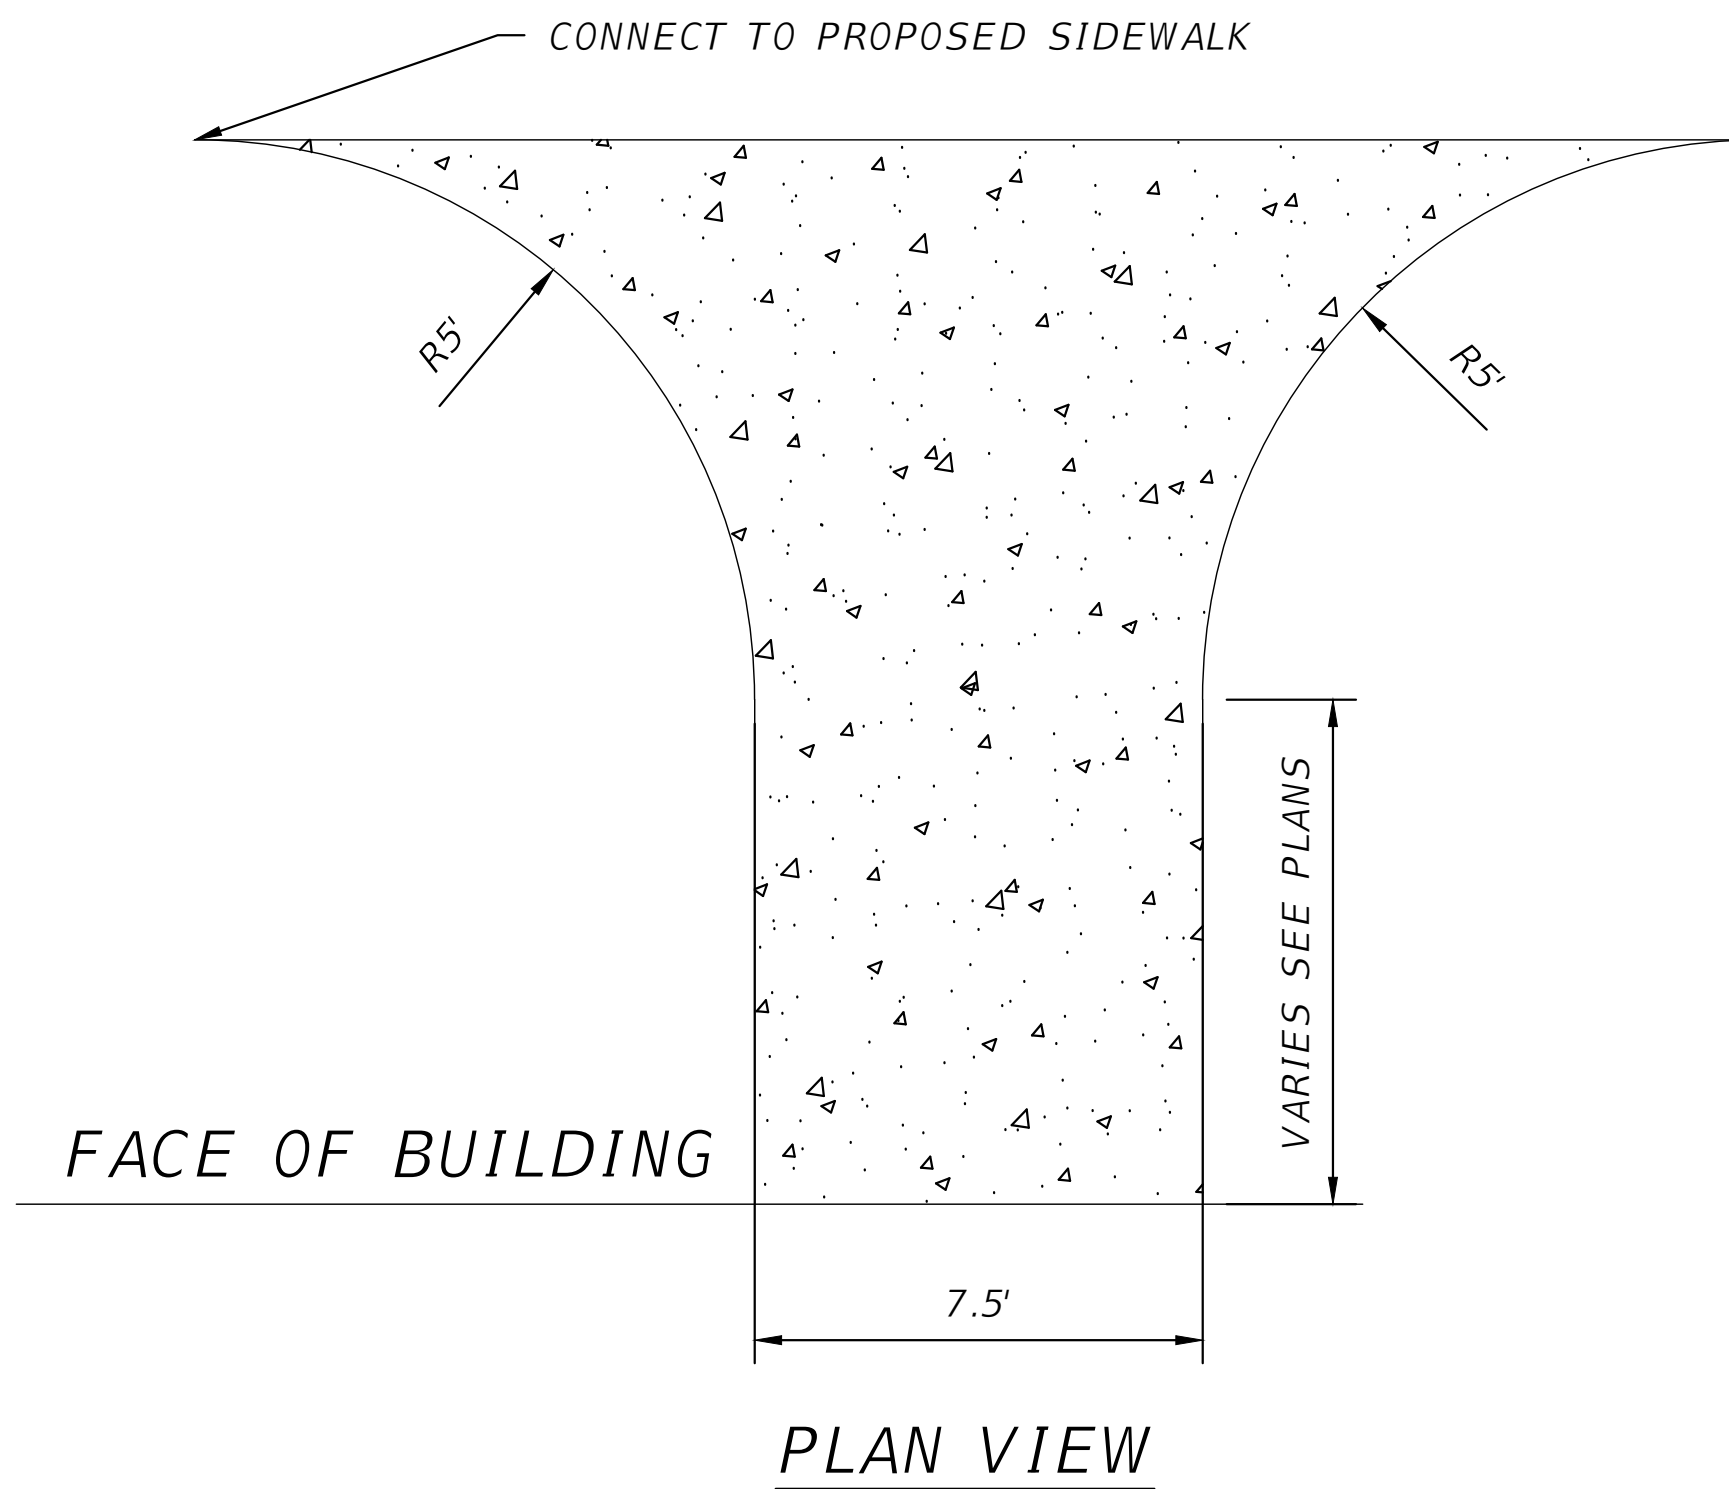 CONNECT TO PROPOSED SIDEWALK
R5'
R5'
VARIES SEE PLANS
FACE OF BUILDING
7.5'
PLAN VIEW